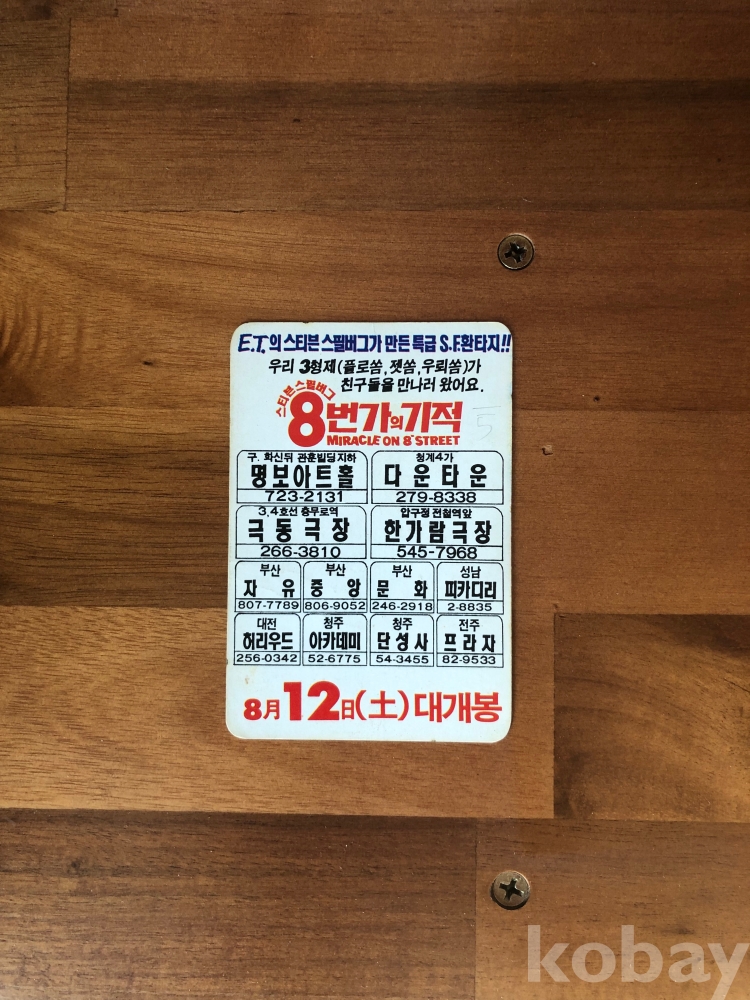 E.T.의 스티븐 스필버그가 만든 특급 S.F.환타지!!
우리 3형제(플로쏨, 젯쏨, 우뢰쏨)가
친구들을 만나러 왔어요.
스티븐스필버그
8번가의기적
MIRACLE ON 8 STREET
5
구. 화신뒤 관훈빌딩지하
명보아트홀
723-2131
청계4가
다운타운
279-8338
3.4호선 충무로역
극동극장
266-3810
압구정 전철역앞
한가람극장
545-7968
부산
자유
807-7789
부산
중앙
806-9052
부산
문화
246-2918
성남
피카디리
2-8835
대전
허리우드
256-0342
청주
아카데미
52-6775
청주
단성사
54-3455
전주
프라자
82-9533
8月12日(土)대개봉
kobay